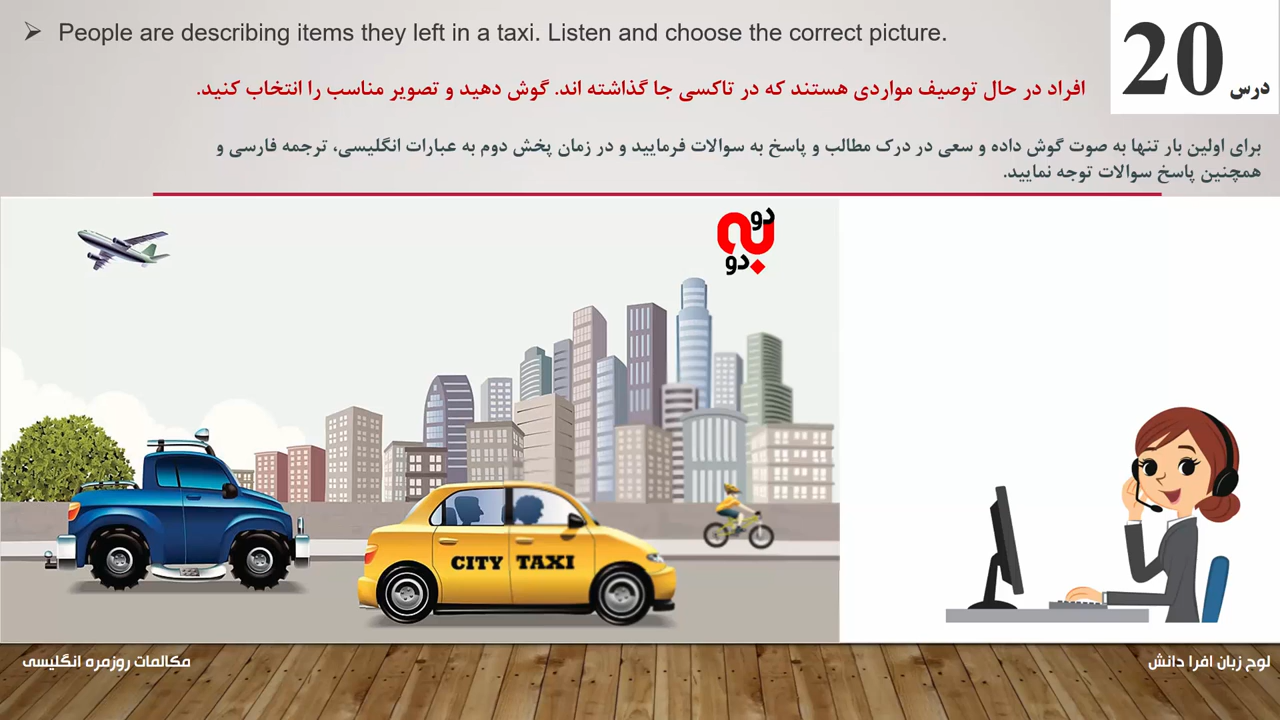 People are describing items they left in a taxi. Listen and choose the correct picture.
درس 20
افراد در حال توصیف مواردی هستند که در تاکسی جا گذاشته اند. گوش دهید و تصویر مناسب را انتخاب کنید.
برای اولین بار تنها به صوت گوش داده و سعی در درک مطالب و پاسخ به سوالات فرمایید و در زمان پخش دوم به عبارات انگلیسی، ترجمه فارسی و
همچنین پاسخ سوالات توجه نمایید.
دو
به
دو
CITY TAXI
لوح زبان افرا دانش
مکالمات روزمره انگلیسی